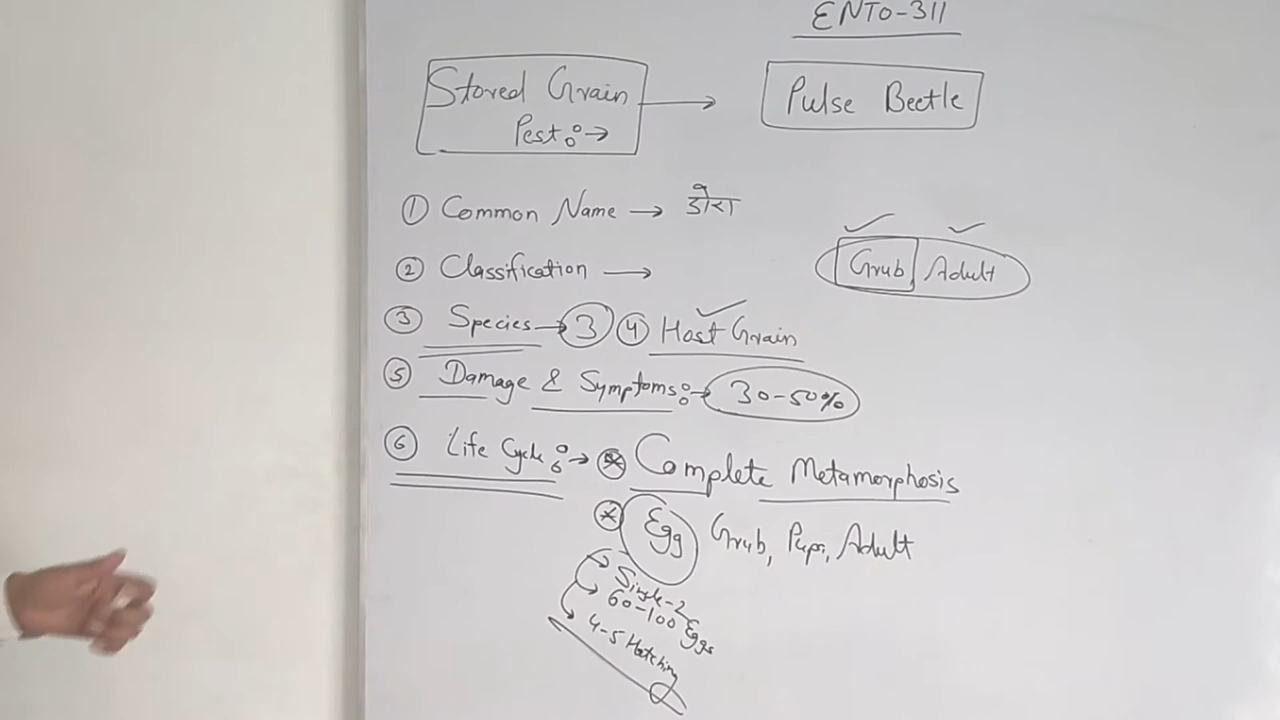 ENTO-311
Stored Grain → Pulse Beetle
Pest :→
① Common Name → ढोरा
② Classification →
Grub Adult
③ Species → 3 ④ Host Grain
⑤ Damage & Symptoms :→ 30-50%
⑥ Life Cycle :→ * Complete Metamorphosis
* Egg Grub, Pupa, Adult
→ Single-2
→ 60-100 Eggs
→ 4-5 Hatching